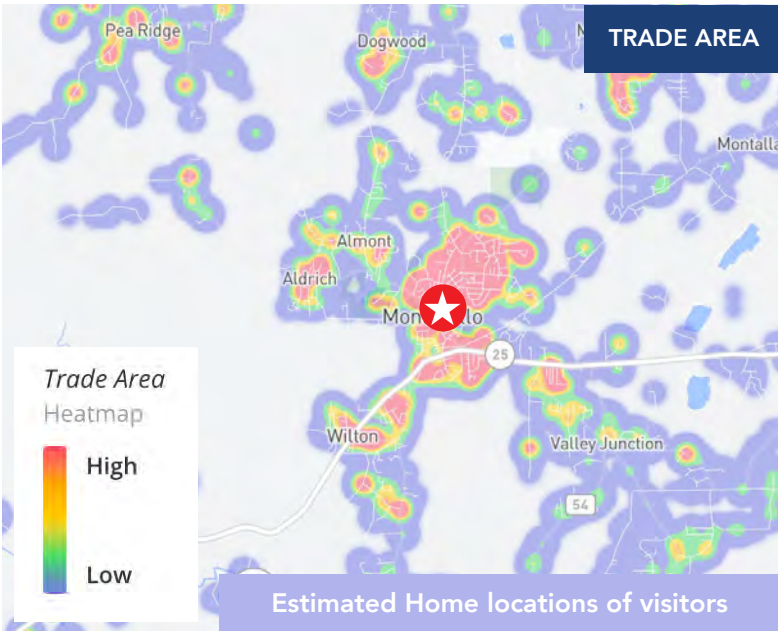 TRADE AREA
Pea Ridge
Dogwood
Almont
Aldrich
25
Wilton
Valley Junction
54
Trade Area
Heatmap
High
Low
Estimated Home locations of visitors